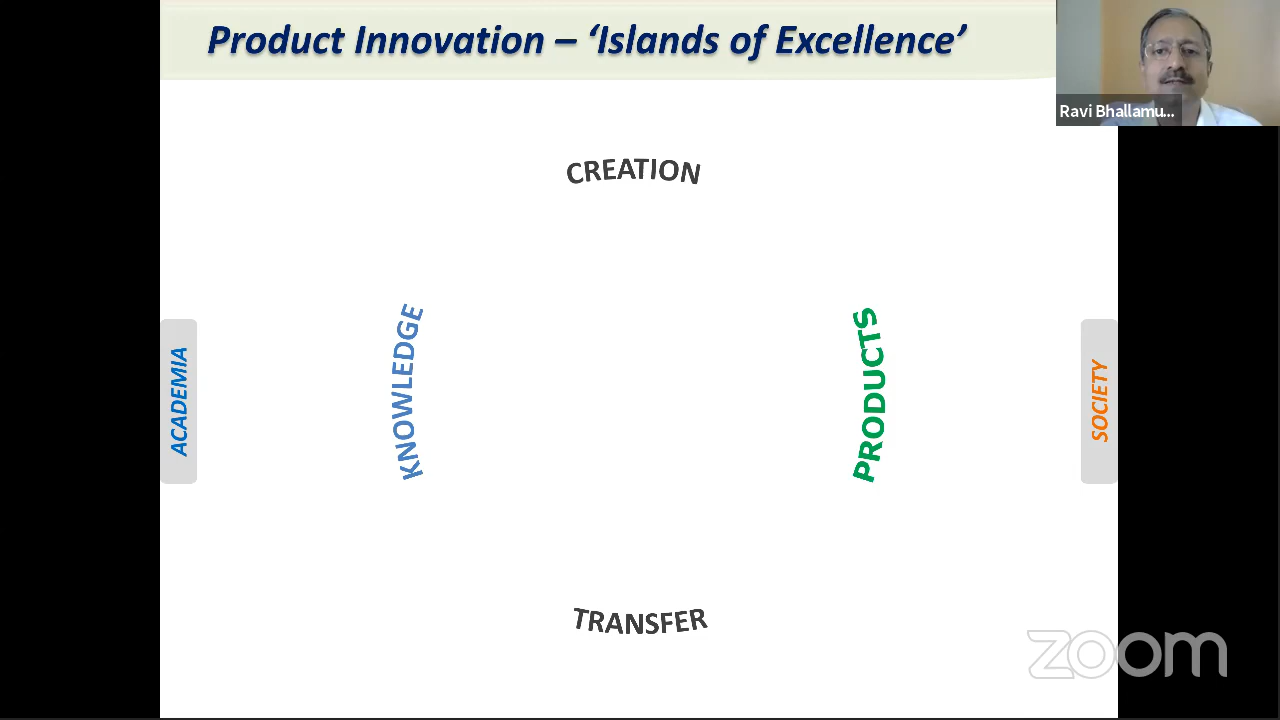 Product Innovation – ‘Islands of Excellence’
Ravi Bhallamu...
CREATION
ACADEMIA
KNOWLEDGE
PRODUCTS
SOCIETY
TRANSFER
zoom